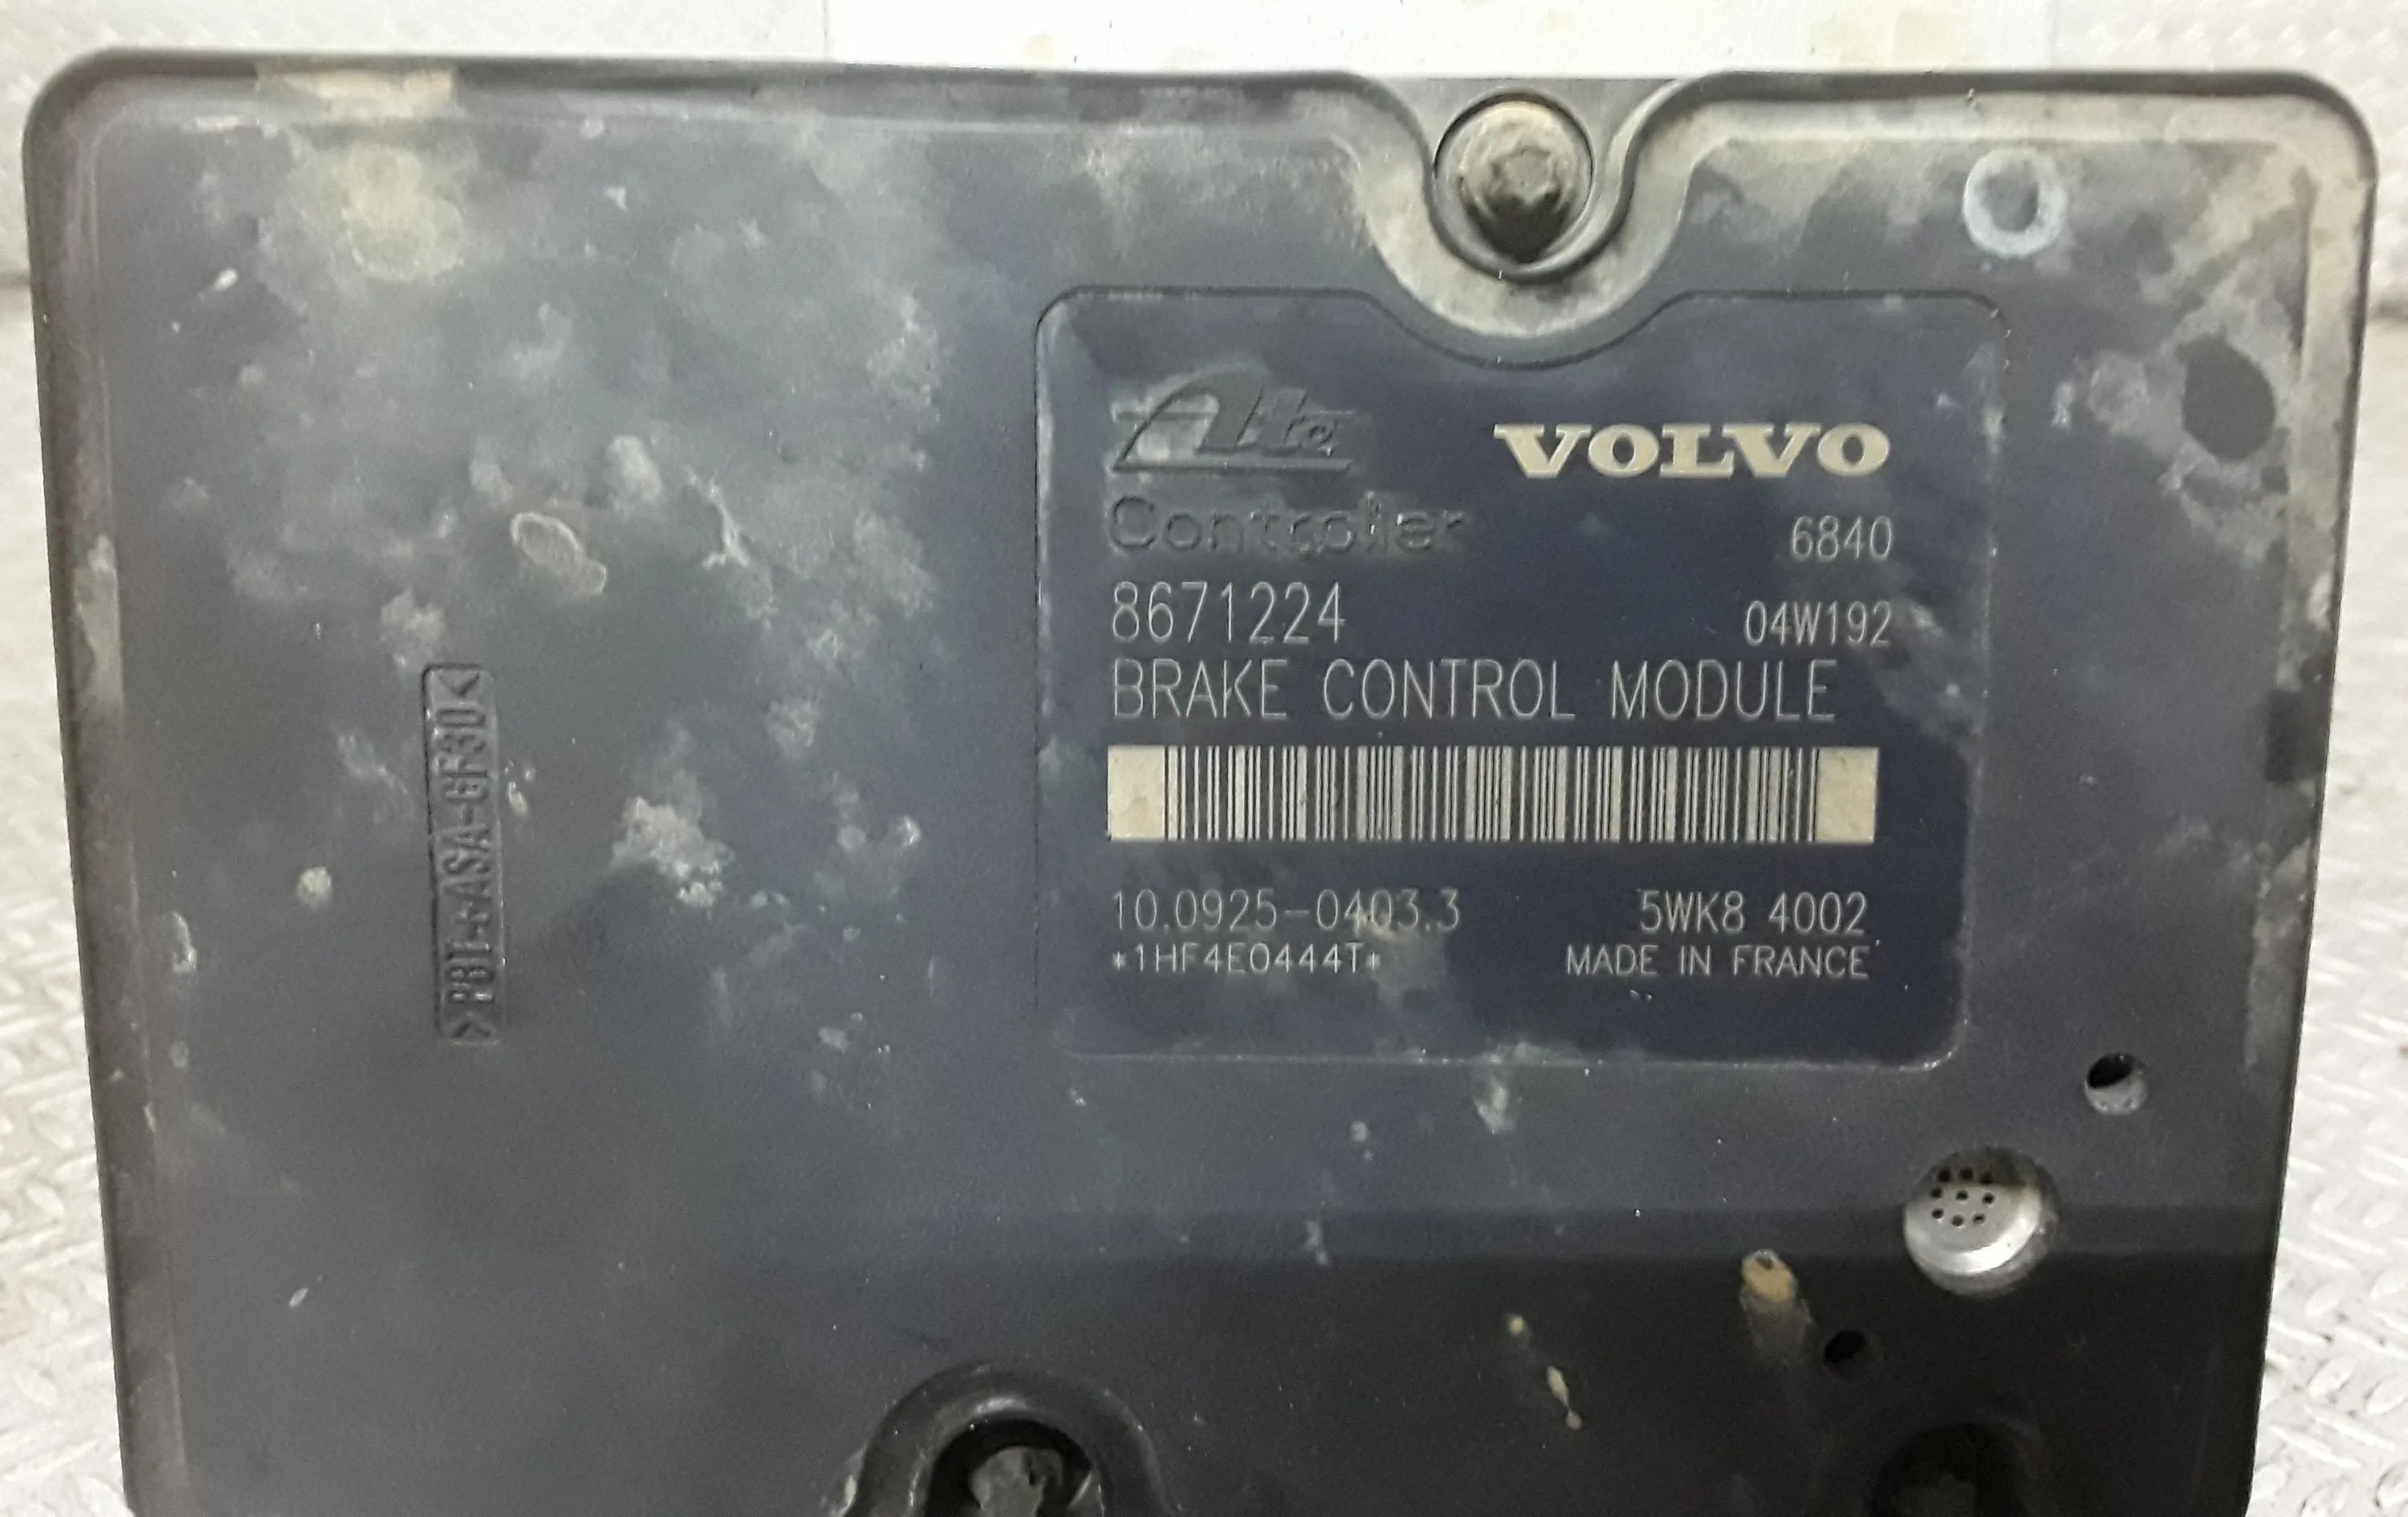 Ate
VOLVO
Controller
6840
8671224
04W192
BRAKE CONTROL MODULE
10.0925-0403.3
5WK8 4002
*1HF4E0444T*
MADE IN FRANCE
>PBT+ASA-GF30<